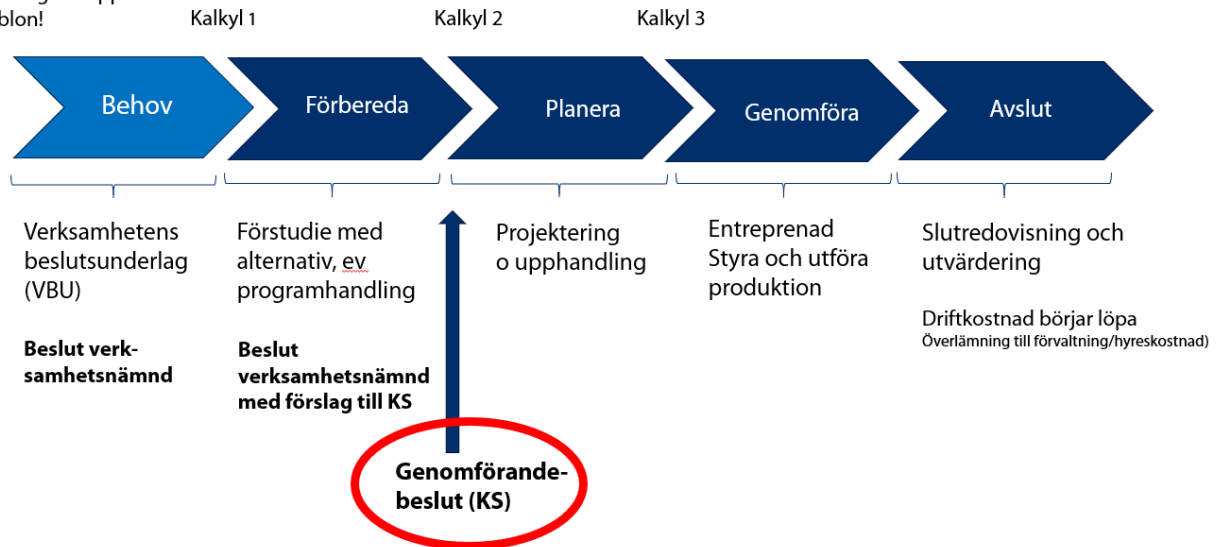 blon!
Kalkyl 1
Kalkyl 2
Kalkyl 3
Behov
Förbereda
Planera
Genomföra
Avslut
Verksamhetens
beslutsunderlag
(VBU)
Beslut verk-
samhetsnämnd
Förstudie med
alternativ, ev
programhandling
Beslut
verksamhetsnämnd
med förslag till KS
Genomförande-
beslut (KS)
Projektering
o upphandling
Entreprenad
Styra och utföra
produktion
Slutredovisning och
utvärdering
Driftkostnad börjar löpa
Överlämning till förvaltning/hyreskostnad)